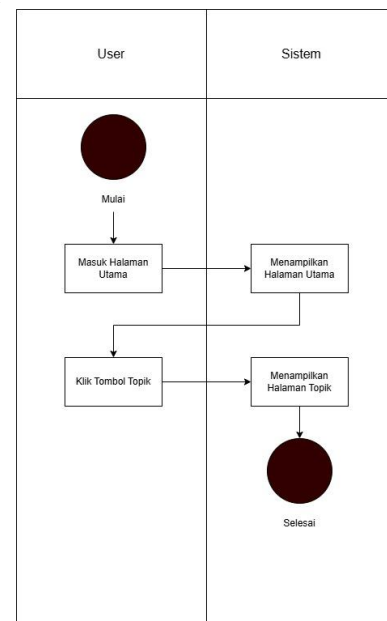 User
Sistem
Mulai
Masuk Halaman
Utama
Menampilkan
Halaman Utama
Klik Tombol Topik
Menampilkan
Halaman Topik
Selesai